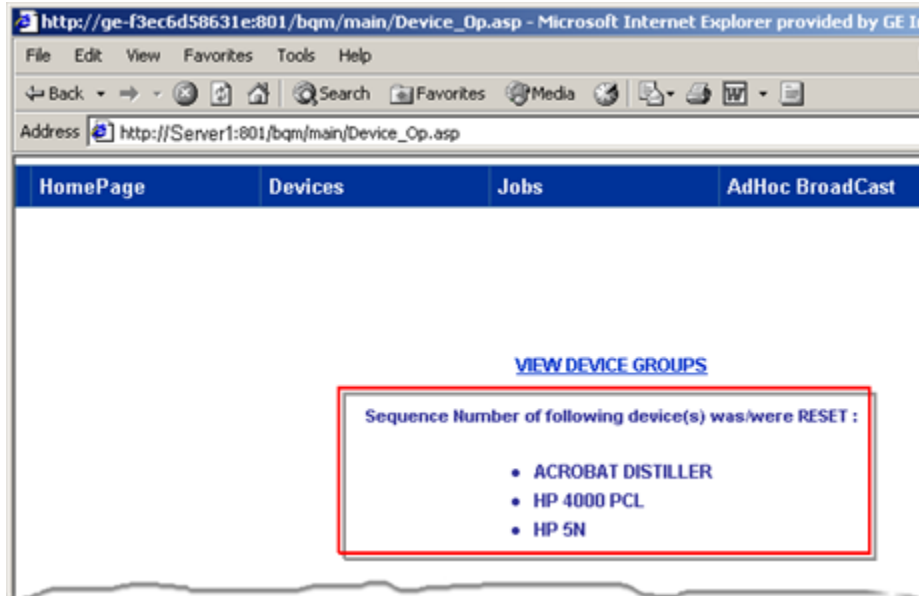 http://ge-f3ec6d58631e:801/bqm/main/Device_Op.asp - Microsoft Internet Explorer provided by GE
File Edit View Favorites Tools Help
Back Search Favorites Media
Address http://Server1:801/bqm/main/Device_Op.asp
HomePage Devices Jobs AdHoc BroadCast
VIEW DEVICE GROUPS
Sequence Number of following device(s) was/were RESET :
• ACROBAT DISTILLER
• HP 4000 PCL
• HP 5N